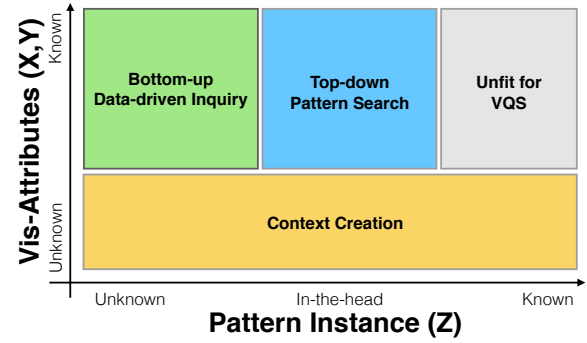 Vis-Attributes (X,Y)
Known
Unknown
Bottom-up
Data-driven Inquiry
Top-down
Pattern Search
Unfit for
VQS
Context Creation
Unknown
In-the-head
Known
Pattern Instance (Z)